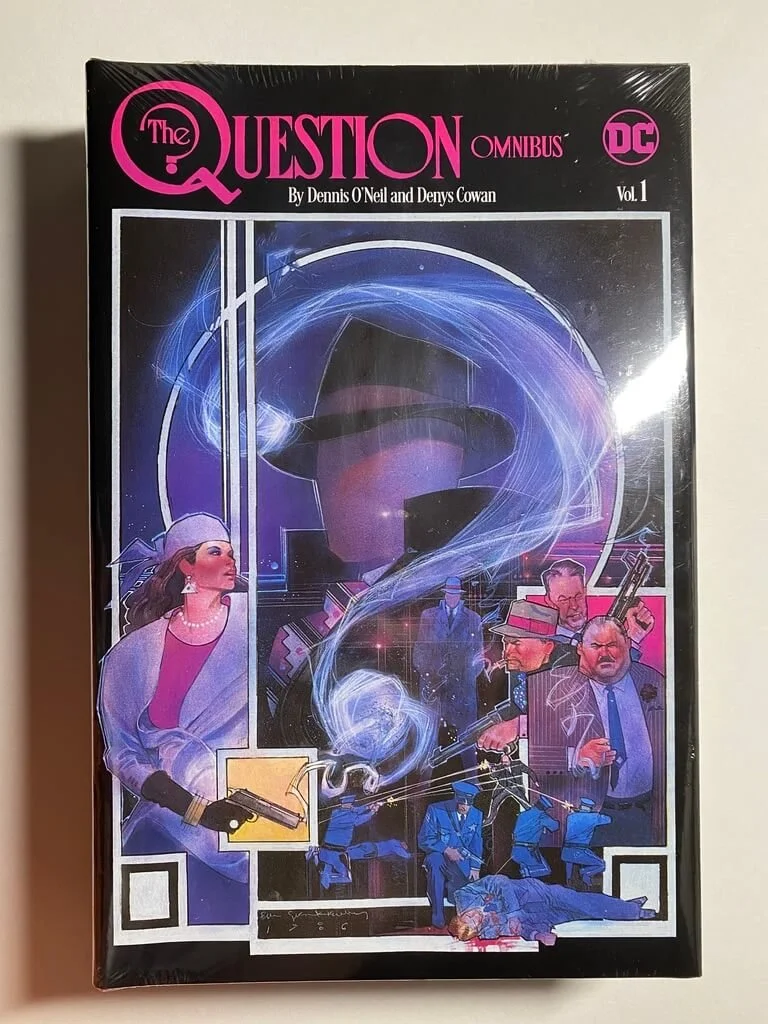 The QUESTION OMNIBUS
DC
By Dennis O'Neil and Denys Cowan
Vol. 1